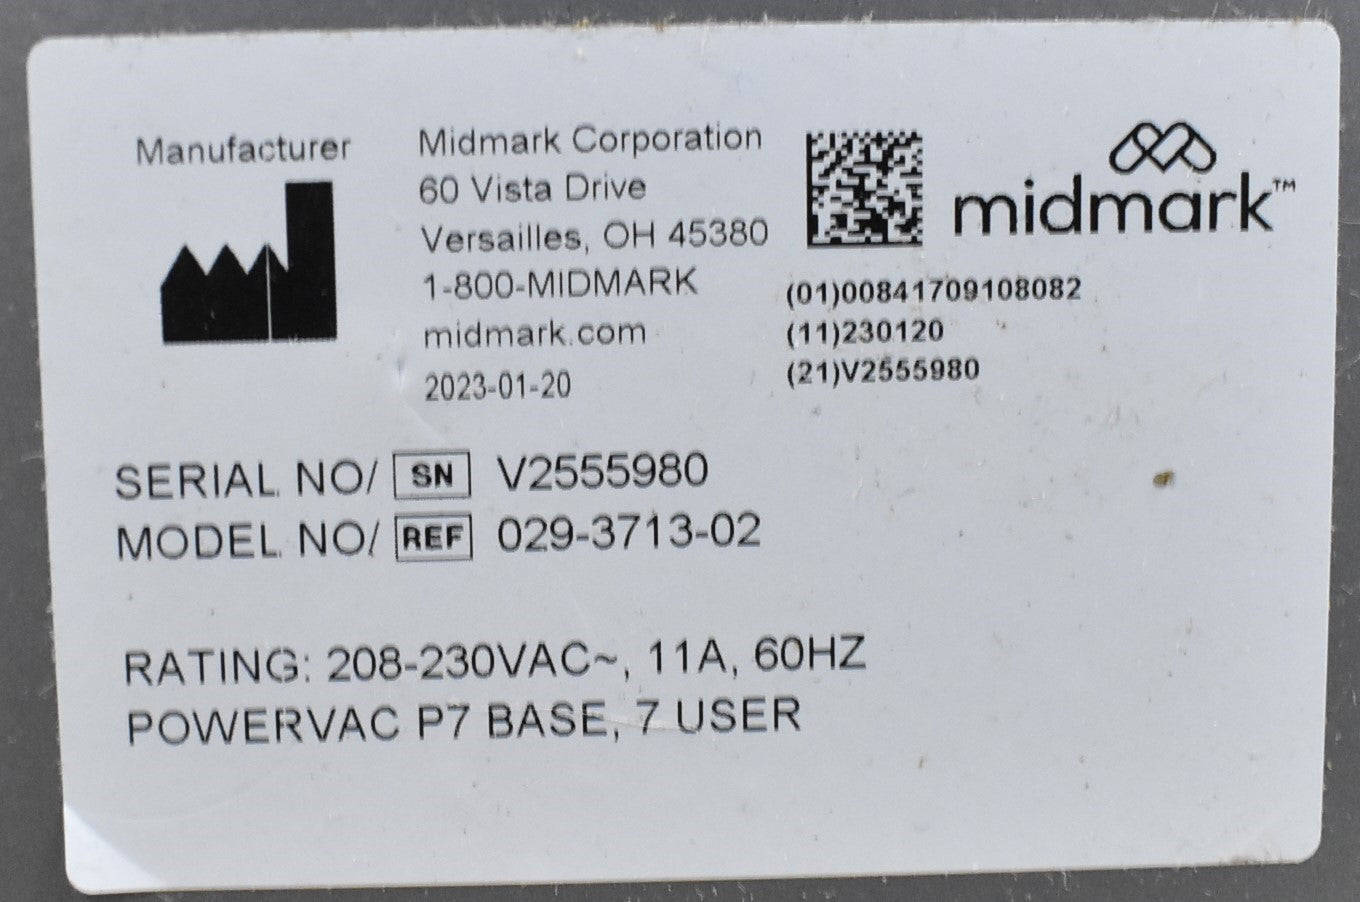 Manufacturer
Midmark Corporation
60 Vista Drive
Versailles, OH 45380
1-800-MIDMARK
midmark.com
2023-01-20
midmark™
(01)00841709108082
(11)230120
(21)V2555980
SERIAL NO/ SN V2555980
MODEL NO/ REF 029-3713-02
RATING: 208-230VAC~, 11A, 60HZ
POWERVAC P7 BASE, 7 USER